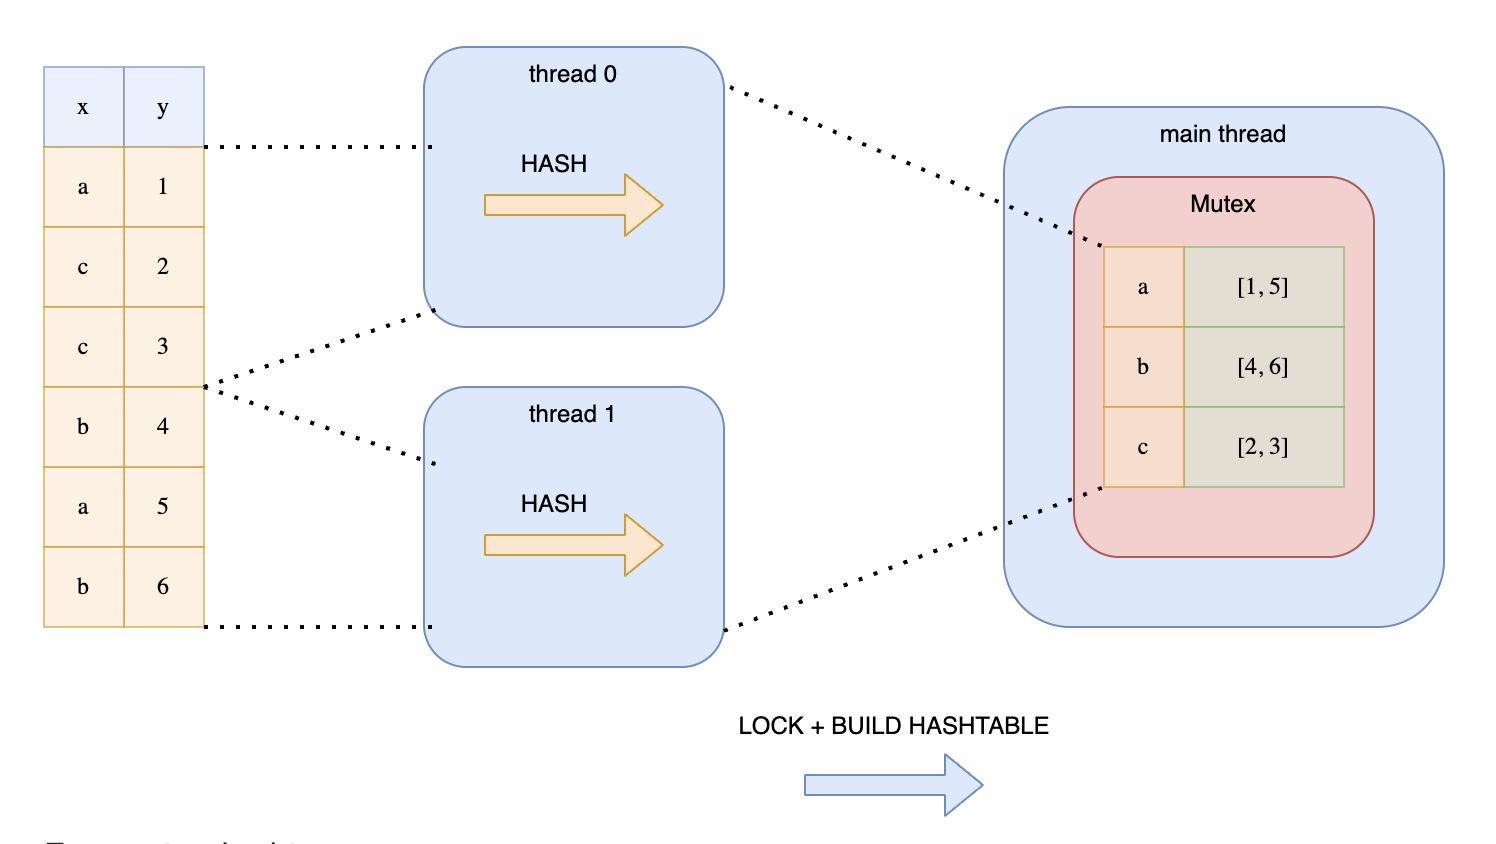 x y
a 1
c 2
c 3
b 4
a 5
b 6
thread 0
HASH
thread 1
HASH
main thread
Mutex
a [1, 5]
b [4, 6]
c [2, 3]
LOCK + BUILD HASHTABLE